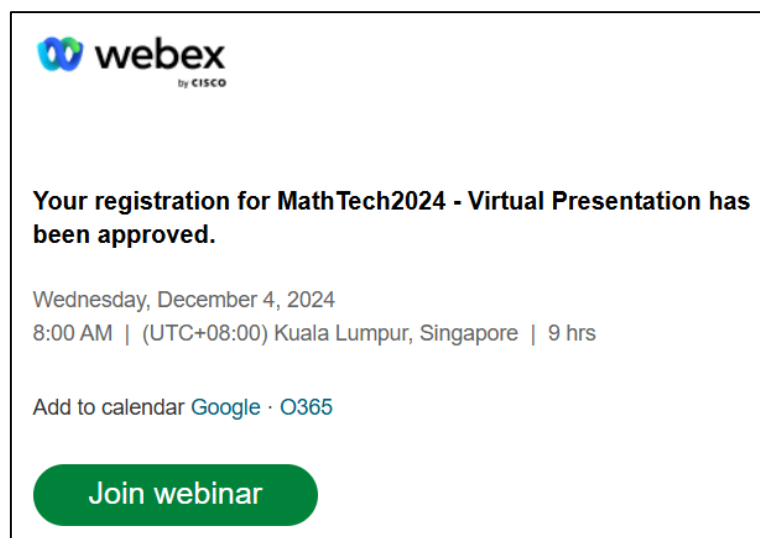 webex
by CISCO
Your registration for MathTech2024 - Virtual Presentation has
been approved.
Wednesday, December 4, 2024
8:00 AM | (UTC+08:00) Kuala Lumpur, Singapore | 9 hrs
Add to calendar Google · O365
Join webinar